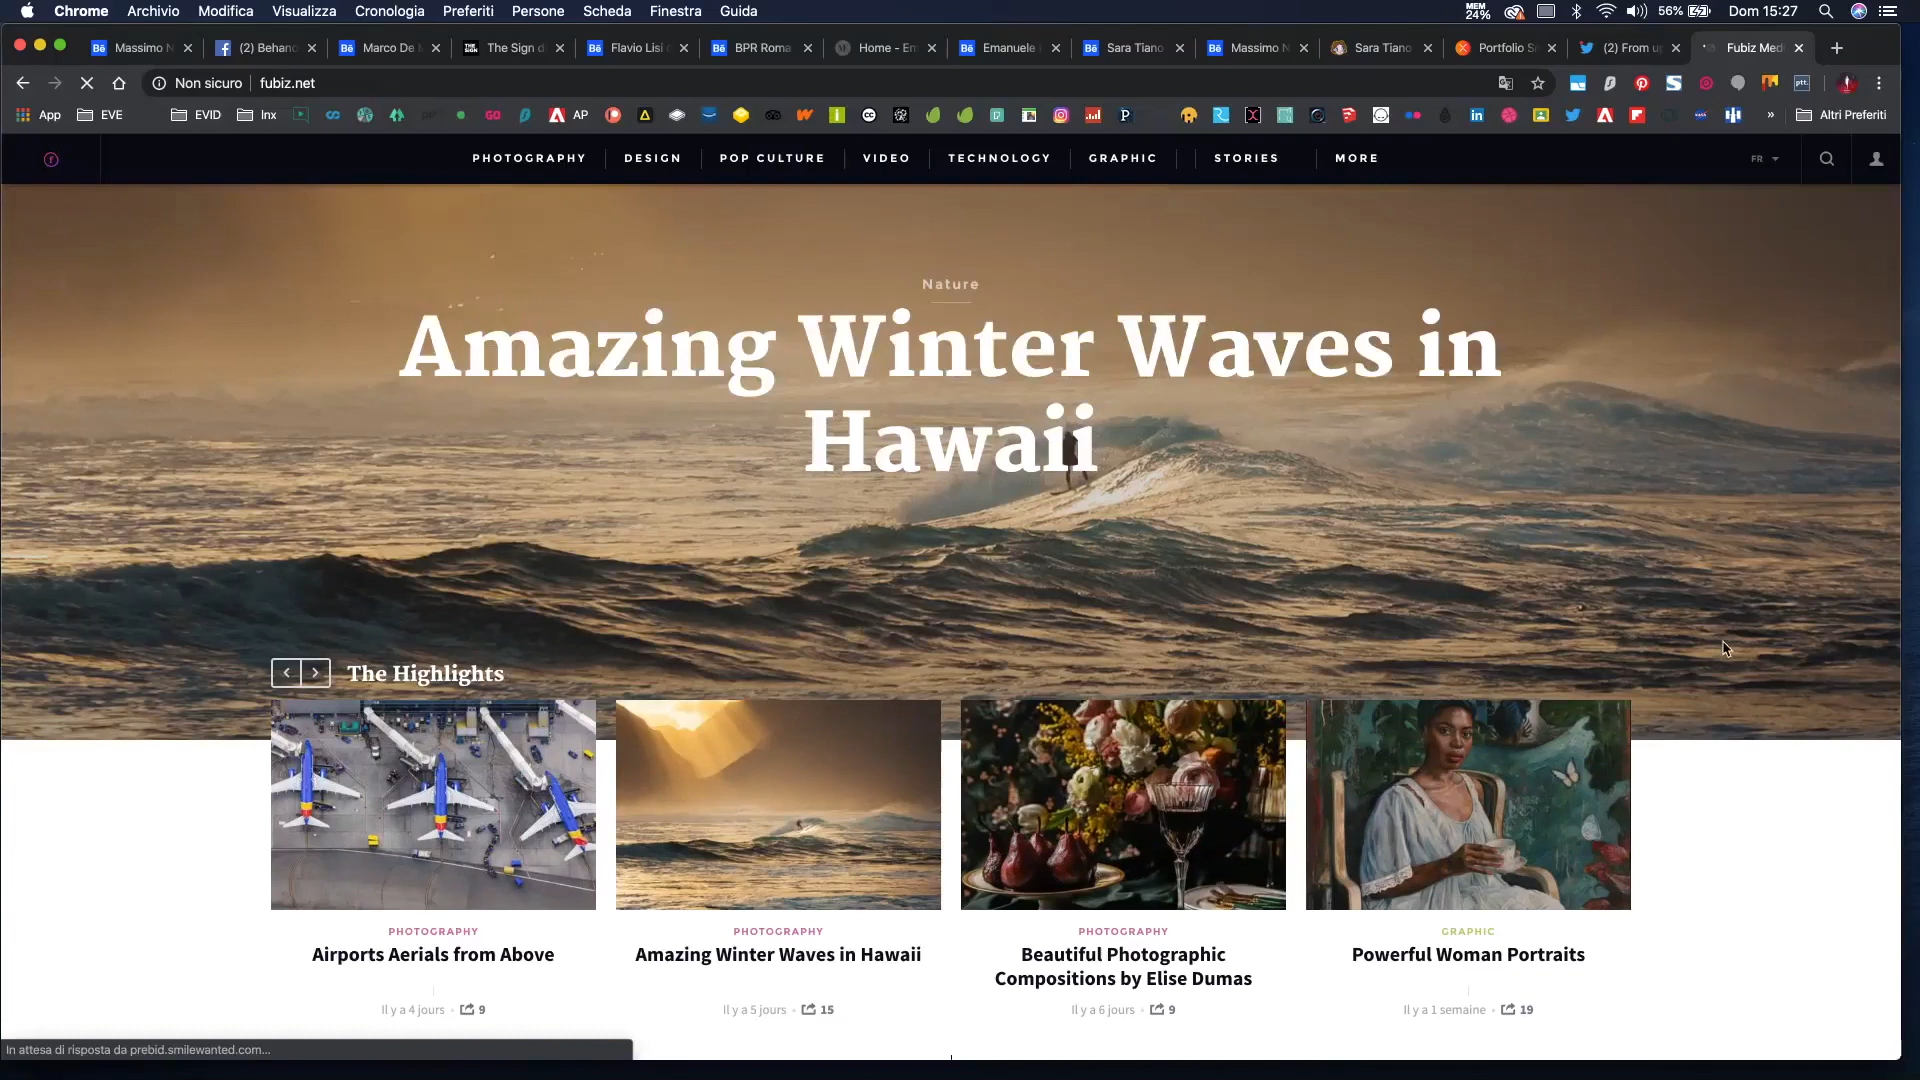 Chrome Archivio Modifica Visualizza Cronologia Preferiti Persone Scheda Finestra Guida
MEM 24% 56% Dom 15:27
Massimo N (2) Behanc Marco De M The Sign d Flavio Lisi BPR Roma Home - Em Emanuele Sara Tiano Massimo N Sara Tiano Portfolio S (2) From u Fubiz Med
Non sicuro fubiz.net
App EVE EVID Inx AP Altri Preferiti
PHOTOGRAPHY DESIGN POP CULTURE VIDEO TECHNOLOGY GRAPHIC STORIES MORE FR
Nature
Amazing Winter Waves in
Hawaii
The Highlights
PHOTOGRAPHY
Airports Aerials from Above
Il y a 4 jours • 9
PHOTOGRAPHY
Amazing Winter Waves in Hawaii
Il y a 5 jours • 15
PHOTOGRAPHY
Beautiful Photographic
Compositions by Elise Dumas
Il y a 6 jours • 9
GRAPHIC
Powerful Woman Portraits
Il y a 1 semaine • 19
In attesa di risposta da prebid.smilewanted.com...